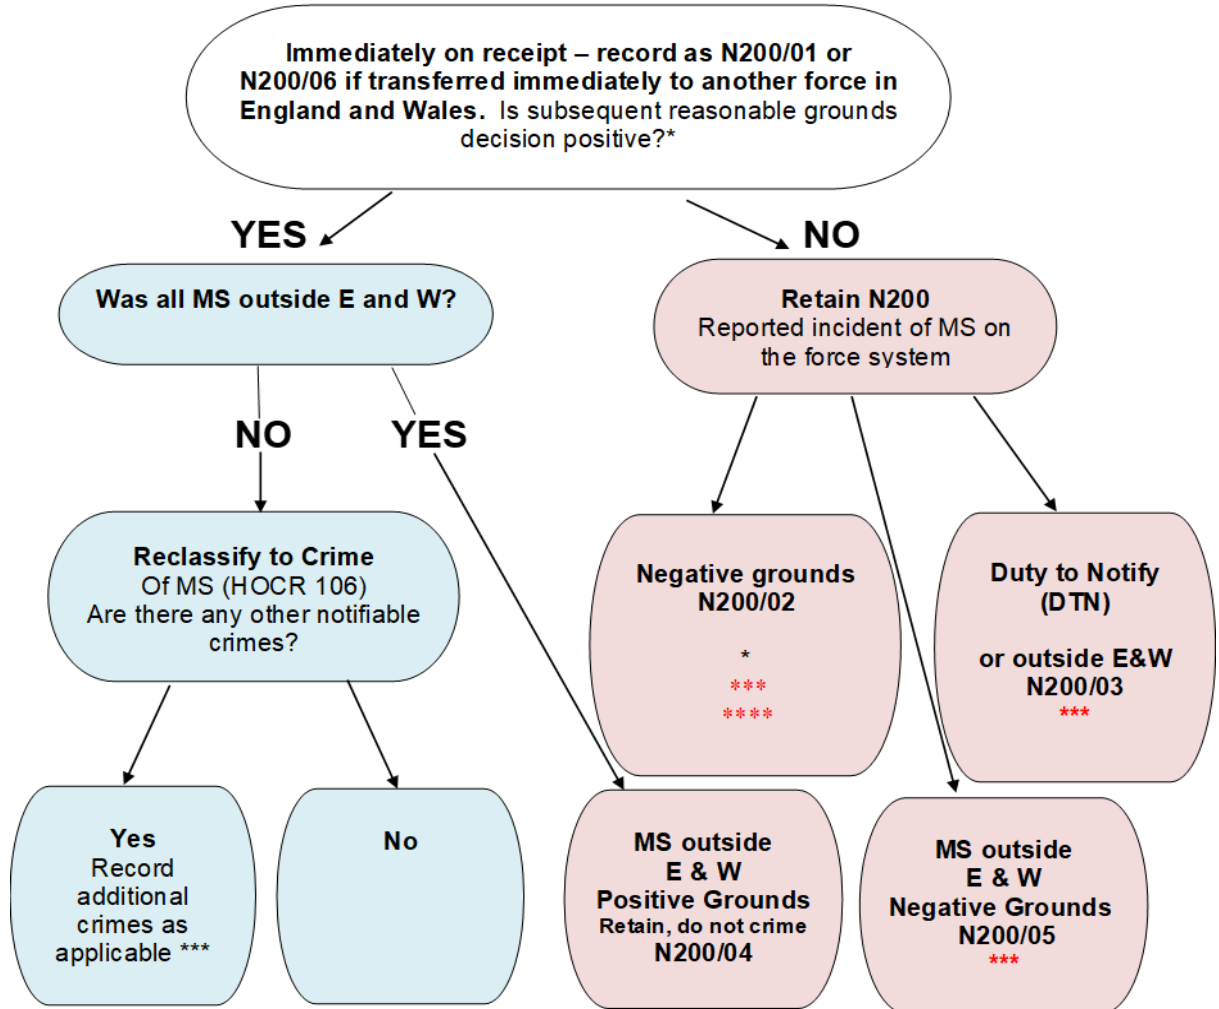 Immediately on receipt – record as N200/01 or
N200/06 if transferred immediately to another force in
England and Wales. Is subsequent reasonable grounds
decision positive?*
YES
NO
Was all MS outside E and W?
Retain N200
Reported incident of MS on
the force system
NO
YES
Reclassify to Crime
Of MS (HOCR 106)
Are there any other notifiable
crimes?
Negative grounds
N200/02
*
***
****
Duty to Notify
(DTN)
or outside E&W
N200/03
***
Yes
Record
additional
crimes as
applicable ***
No
MS outside
E & W
Positive Grounds
Retain, do not crime
N200/04
MS outside
E & W
Negative Grounds
N200/05
***